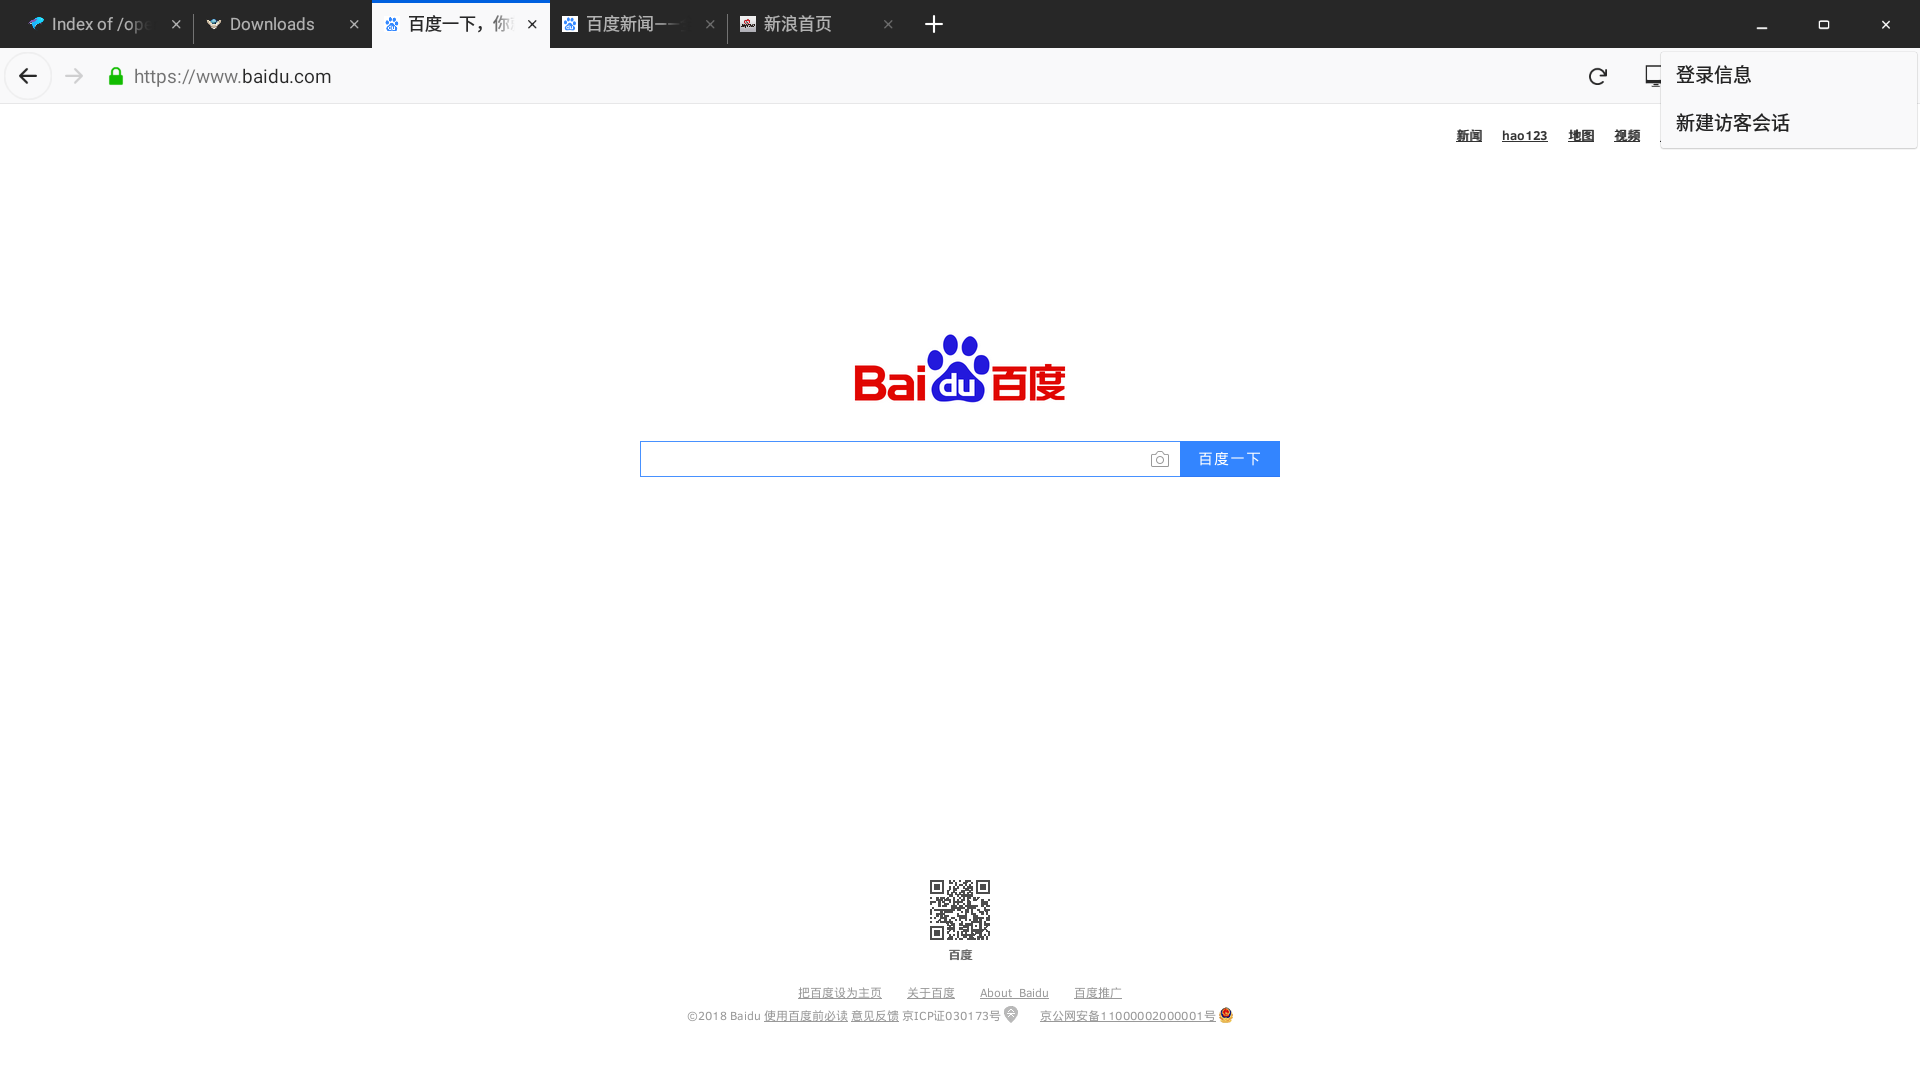 Index of /ope
Downloads
百度一下，你
百度新闻——
新浪首页
https://www.baidu.com
登录信息
新建访客会话
新闻
hao123
地图
视频
Bai du 百度
百度一下
百度
把百度设为主页 关于百度 About Baidu 百度推广
©2018 Baidu 使用百度前必读 意见反馈 京ICP证030173号 京公网安备11000002000001号